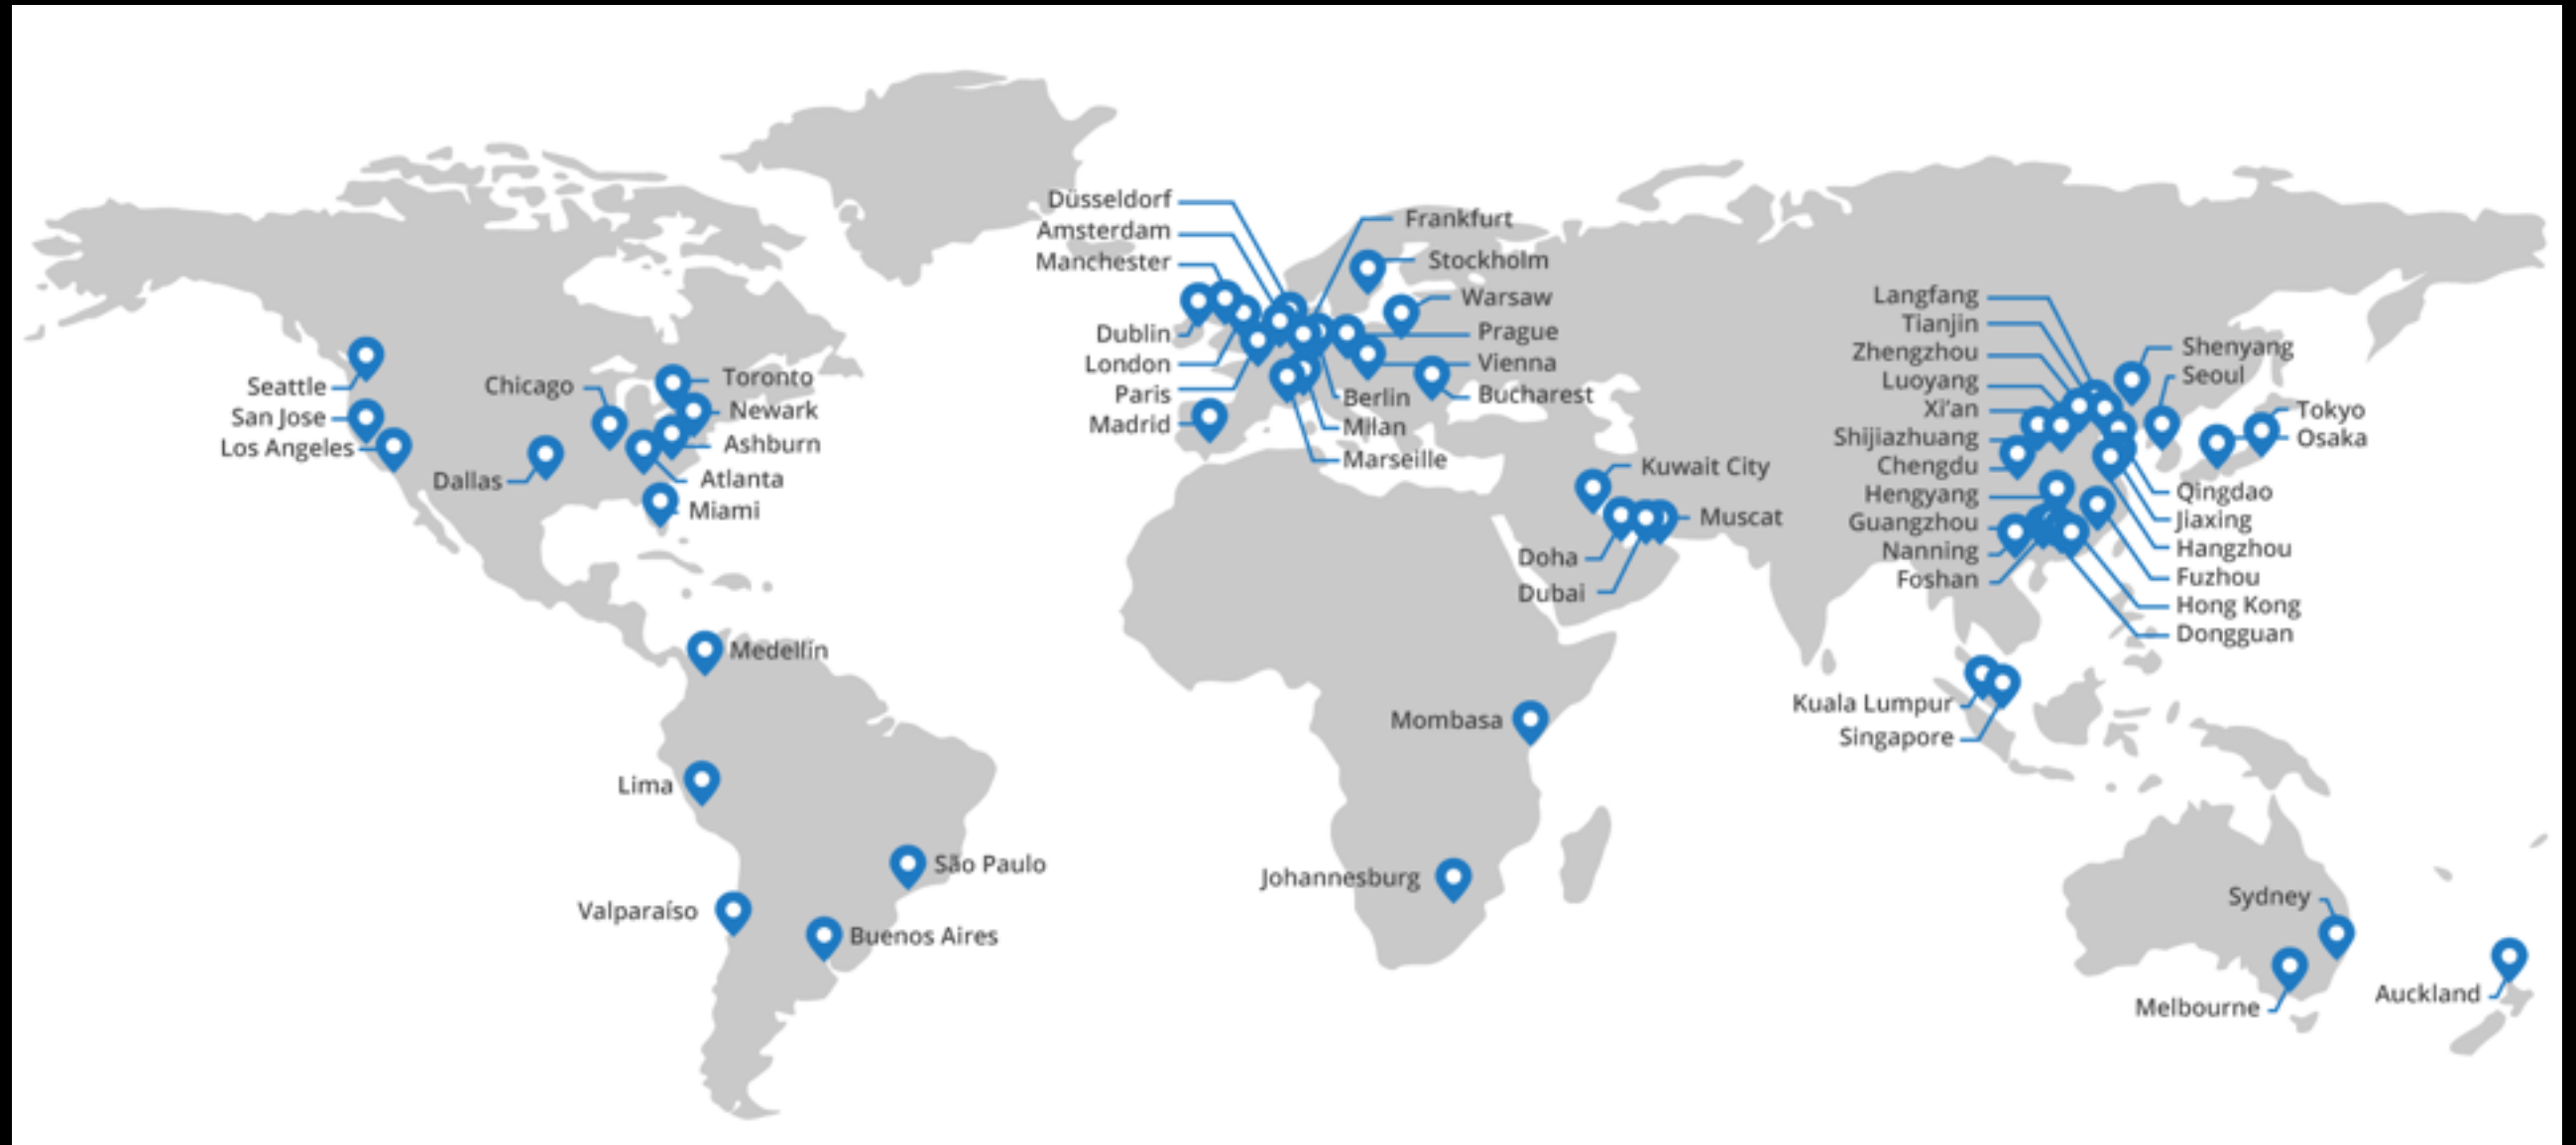 Seattle
San Jose
Los Angeles
Chicago
Dallas
Toronto
Newark
Ashburn
Atlanta
Miami
Medellín
Lima
São Paulo
Valparaíso
Buenos Aires
Düsseldorf
Amsterdam
Manchester
Dublin
London
Paris
Madrid
Frankfurt
Stockholm
Warsaw
Prague
Vienna
Bucharest
Berlin
Milan
Marseille
Kuwait City
Muscat
Doha
Dubai
Mombasa
Johannesburg
Langfang
Tianjin
Zhengzhou
Luoyang
Xi'an
Shijiazhuang
Chengdu
Hengyang
Guangzhou
Nanning
Foshan
Shenyang
Seoul
Tokyo
Osaka
Qingdao
Jiaxing
Hangzhou
Fuzhou
Hong Kong
Dongguan
Kuala Lumpur
Singapore
Sydney
Melbourne
Auckland